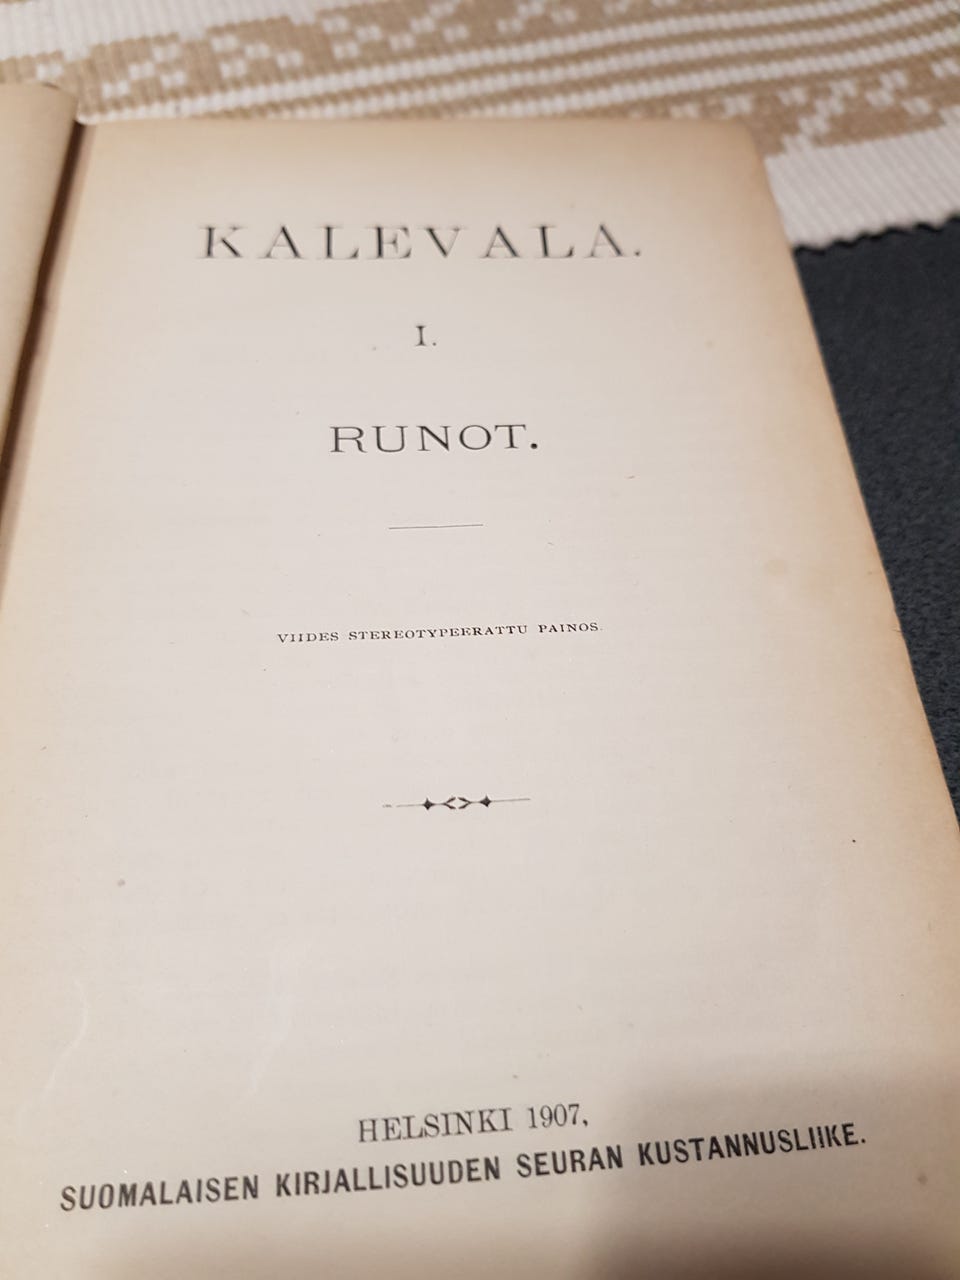 KALEVALA.
I.
RUNOT.
VIIDES STEREOTYPEERATTU PAINOS.
HELSINKI 1907,
SUOMALAISEN KIRJALLISUUDEN SEURAN KUSTANNUSLIIKE.